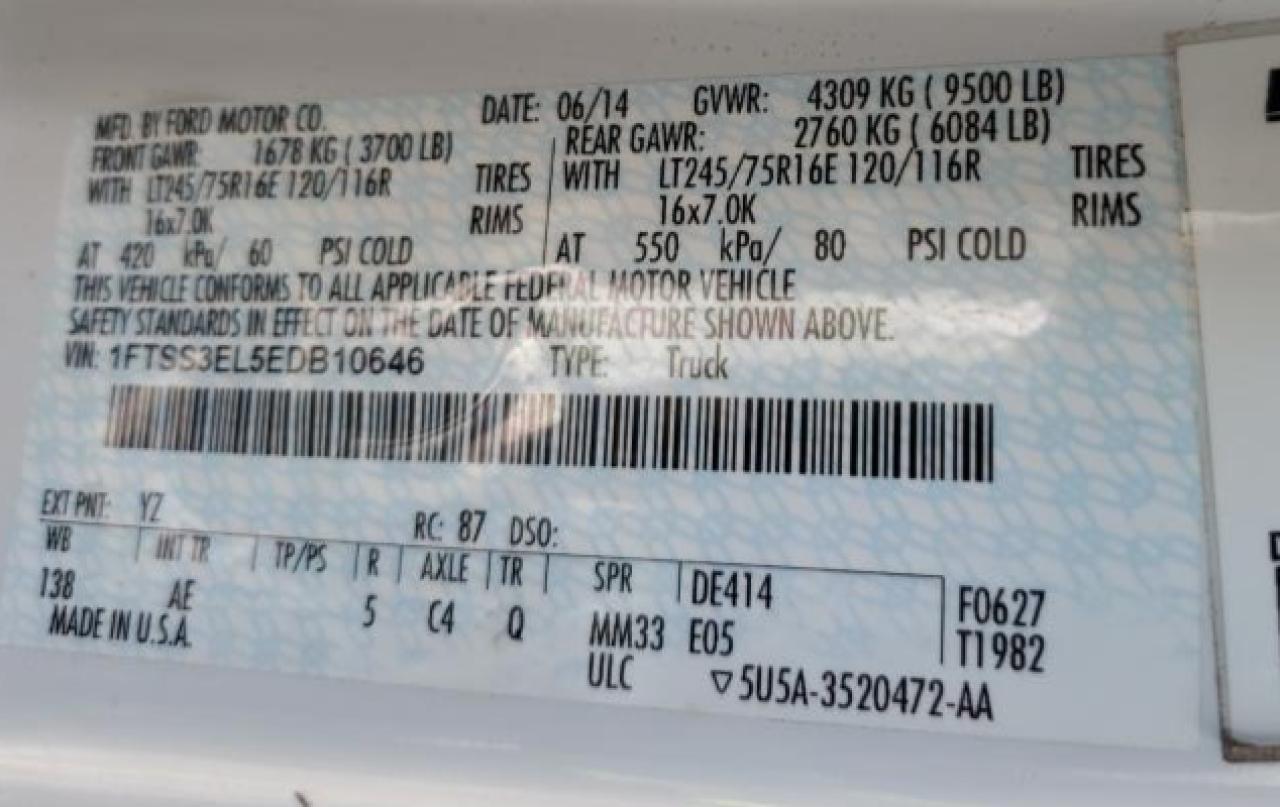 MFD. BY FORD MOTOR CO. DATE: 06/14 GVWR: 4309 KG ( 9500 LB)
FRONT GAWR: 1678 KG ( 3700 LB) REAR GAWR: 2760 KG ( 6084 LB)
WITH LT245/75R16E 120/116R TIRES WITH LT245/75R16E 120/116R TIRES
16x7.0K RIMS 16x7.0K RIMS
AT 420 kPa/ 60 PSI COLD AT 550 kPa/ 80 PSI COLD
THIS VEHICLE CONFORMS TO ALL APPLICABLE FEDERAL MOTOR VEHICLE
SAFETY STANDARDS IN EFFECT ON THE DATE OF MANUFACTURE SHOWN ABOVE.
VIN: 1FTSS3EL5EDB10646 TYPE: Truck
EXT PNT: YZ RC: 87 DSO:
WB INT TR TP/PS R AXLE TR SPR DE414 F0627
138 AE 5 C4 Q MM33 E05 T1982
MADE IN U.S.A. ULC ▽5U5A-3520472-AA